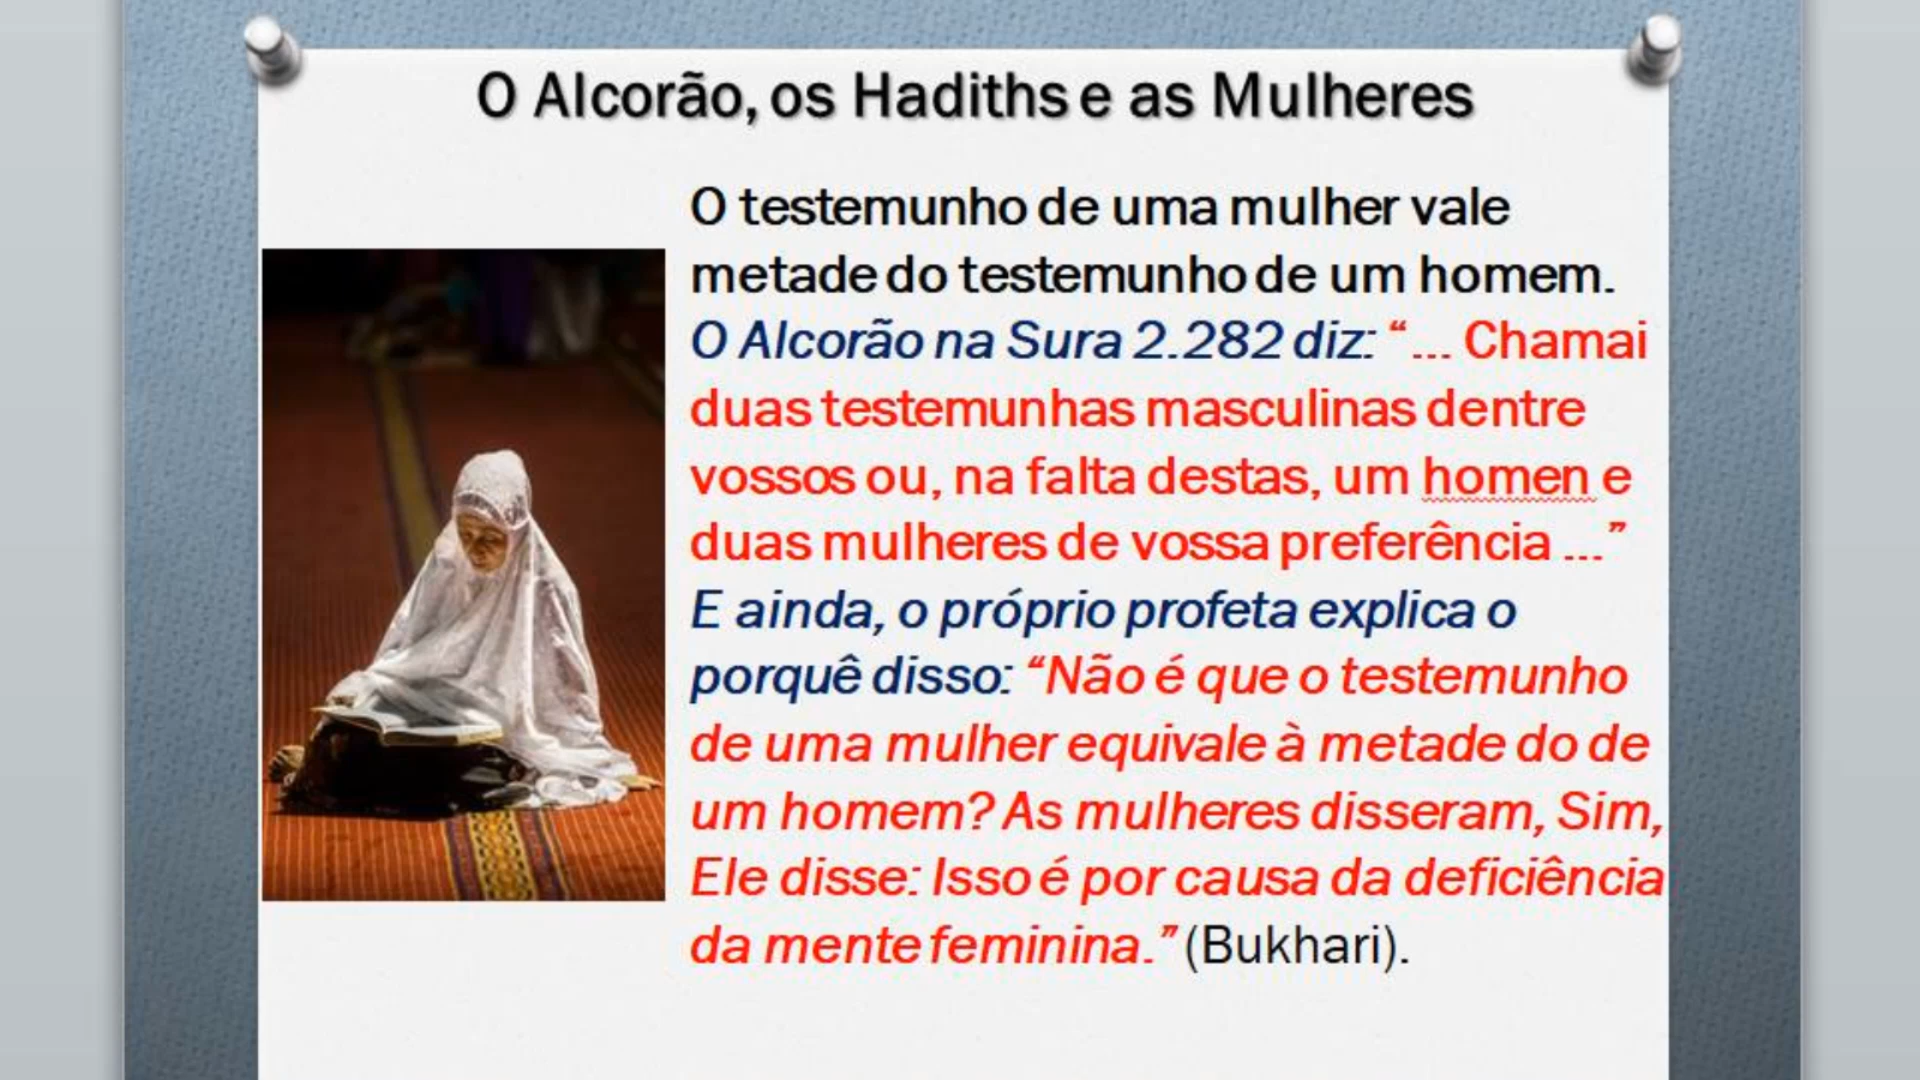 O Alcorão, os Hadiths e as Mulheres
O testemunho de uma mulher vale
metade do testemunho de um homem.
O Alcorão na Sura 2.282 diz: “... Chamai
duas testemunhas masculinas dentre
vossos ou, na falta destas, um homen e
duas mulheres de vossa preferência ...”
E ainda, o próprio profeta explica o
porquê disso: “Não é que o testemunho
de uma mulher equivale à metade do de
um homem? As mulheres disseram, Sim,
Ele disse: Isso é por causa da deficiência
da mente feminina.” (Bukhari).